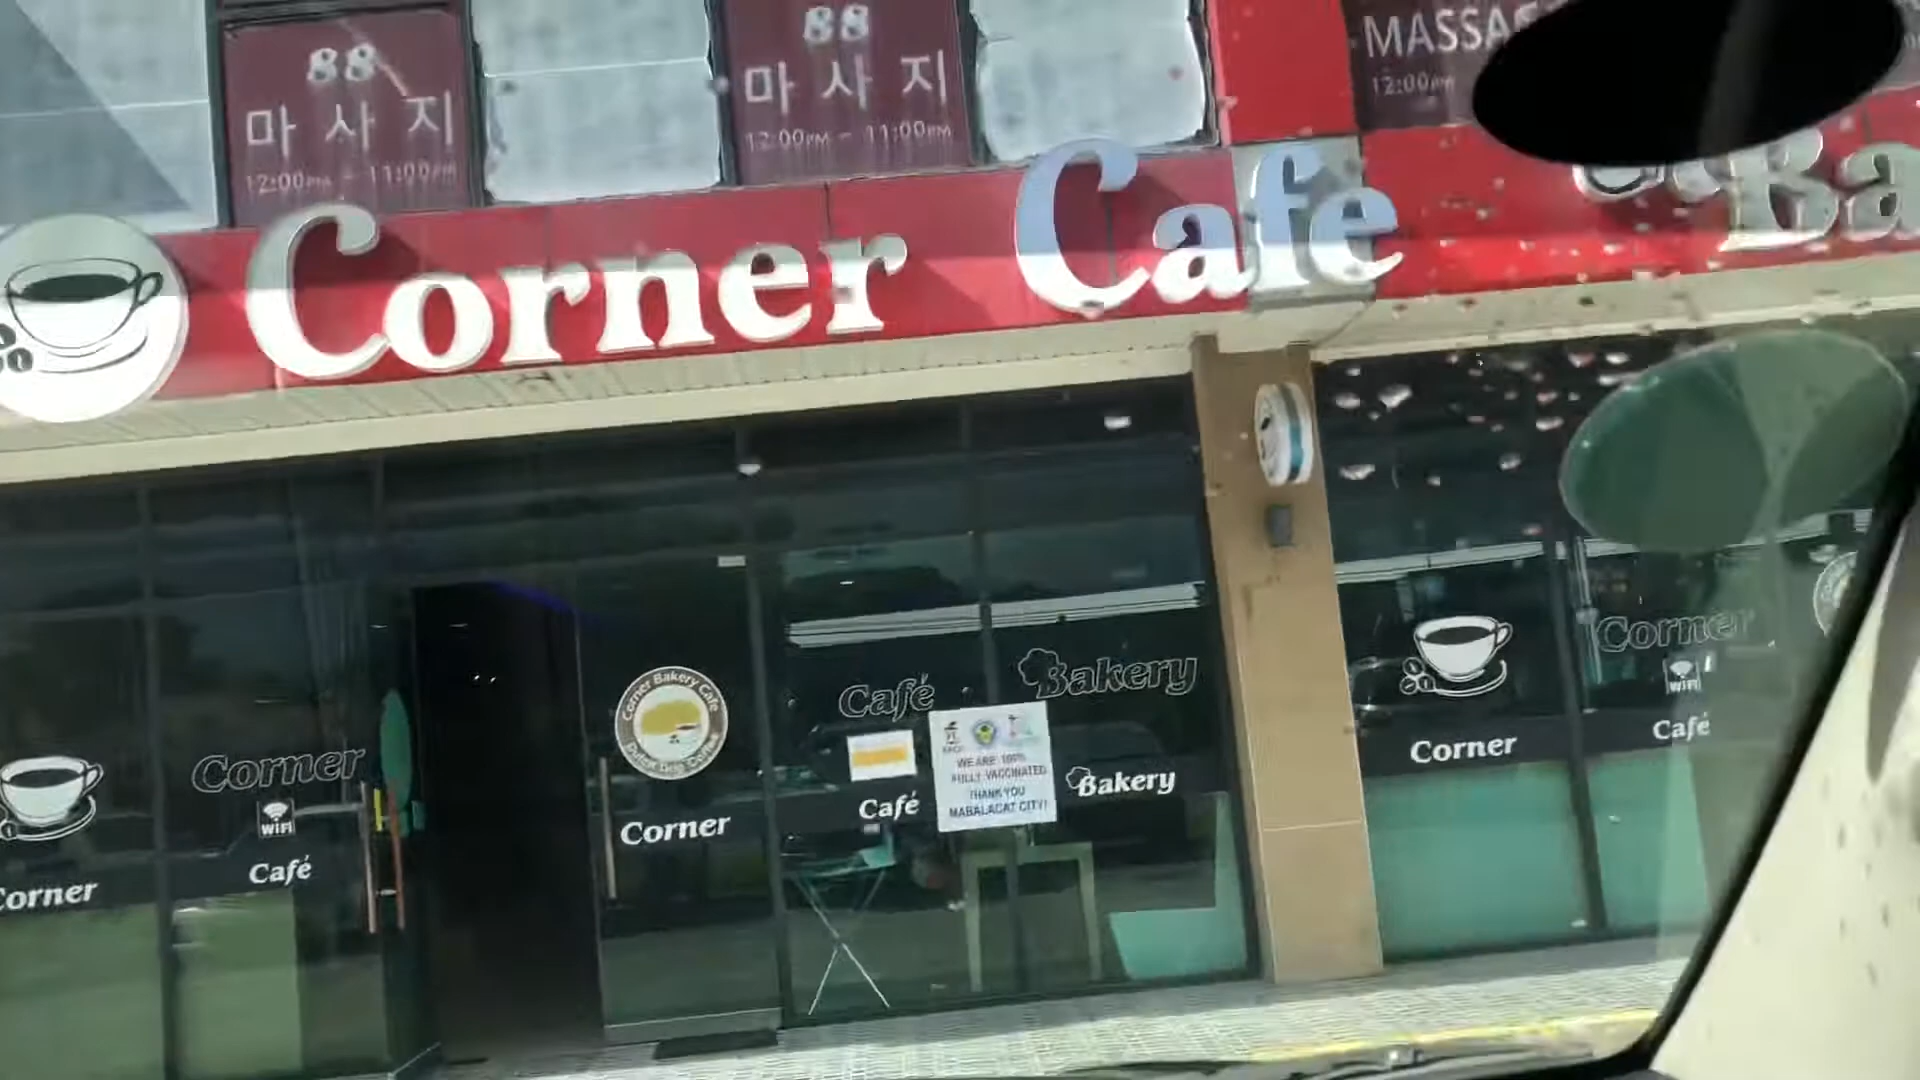 88
마 사 지
12:00PM - 11:00PM
88
마 사 지
12:00PM - 11:00PM
12:00PM
Corner Cafe
Ba
Corner
WiFi
Café
Corner
Corner Bakery Cafe
Corner
Café
Café
Bakery
Bakery
WE ARE 100%
FULLY VACCINATED
THANK YOU
MABALACAT CITY!
Corner
Corner
WiFi
Café